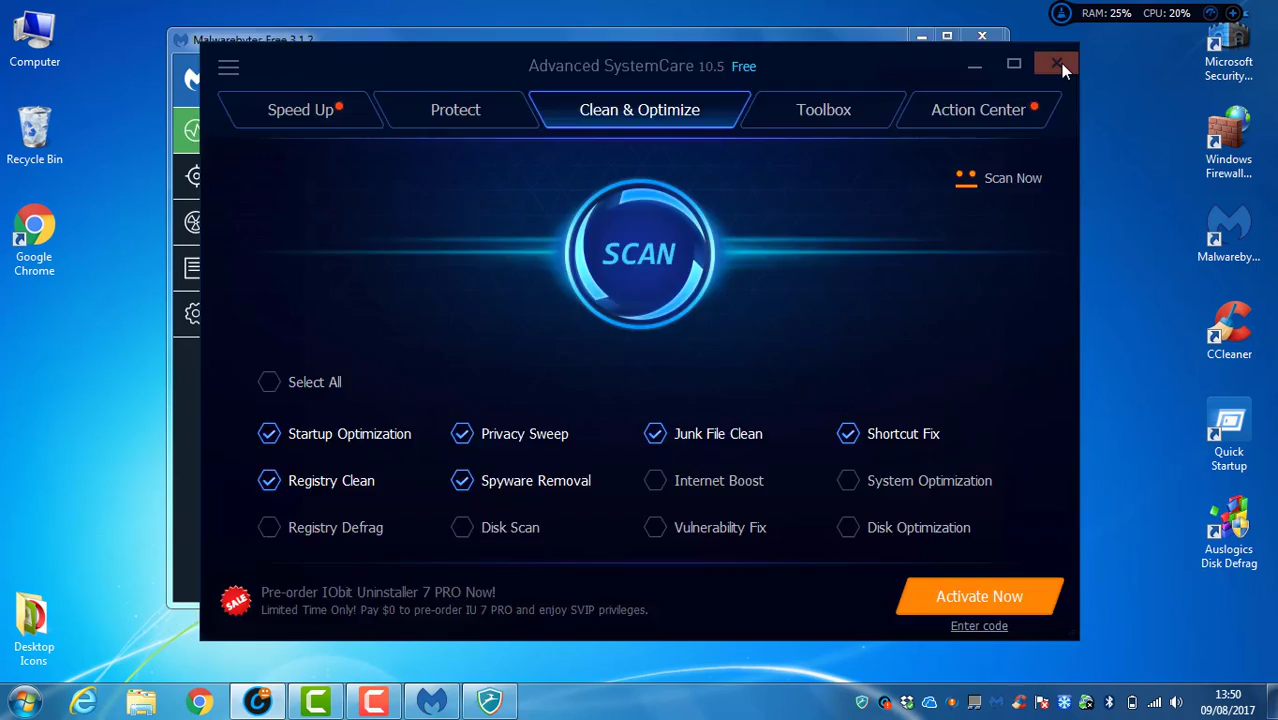 RAM: 25% CPU: 20%
Computer
Recycle Bin
Google
Chrome
Desktop
Icons
Malwarebytes Free 3.1.2
Advanced SystemCare 10.5 Free
Speed Up
Protect
Clean & Optimize
Toolbox
Action Center
Scan Now
SCAN
Select All
Startup Optimization
Privacy Sweep
Junk File Clean
Shortcut Fix
Registry Clean
Spyware Removal
Internet Boost
System Optimization
Registry Defrag
Disk Scan
Vulnerability Fix
Disk Optimization
SALE
Pre-order IObit Uninstaller 7 PRO Now!
Limited Time Only! Pay $0 to pre-order IU 7 PRO and enjoy SVIP privileges.
Activate Now
Enter code
Microsoft
Security...
Windows
Firewall...
Malwareby...
CCleaner
Quick
Startup
Auslogics
Disk Defrag
13:50
09/08/2017